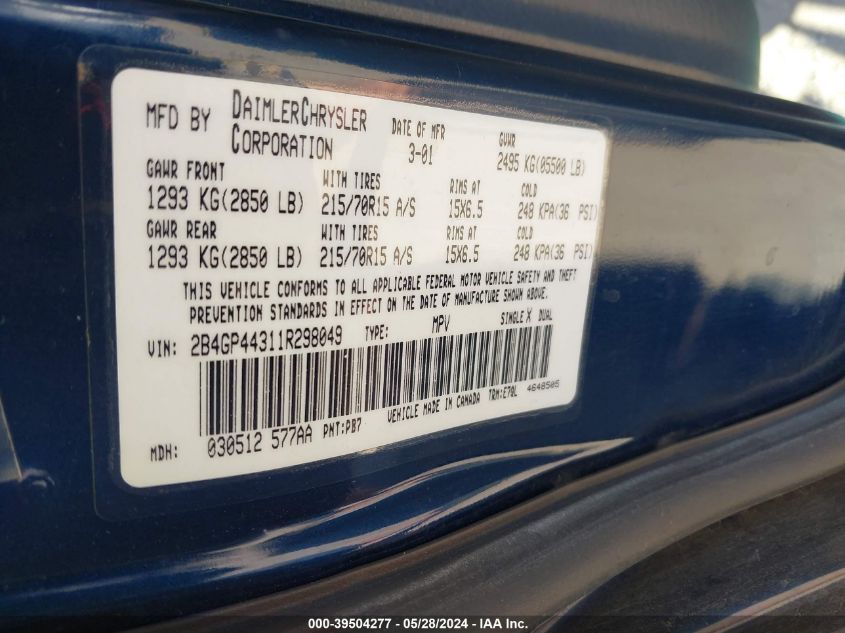 MFD BY DAIMLERCHRYSLER CORPORATION DATE OF MFR 3-01 GVWR 2495 KG(05500 LB)
GAWR FRONT WITH TIRES RIMS AT COLD
1293 KG(2850 LB) 215/70R15 A/S 15X6.5 248 KPA(36 PSI)
GAWR REAR WITH TIRES RIMS AT COLD
1293 KG(2850 LB) 215/70R15 A/S 15X6.5 248 KPA(36 PSI)
THIS VEHICLE CONFORMS TO ALL APPLICABLE FEDERAL MOTOR VEHICLE SAFETY AND THEFT
PREVENTION STANDARDS IN EFFECT ON THE DATE OF MANUFACTURE SHOWN ABOVE.
VIN: 2B4GP44311R298049 TYPE: MPV SINGLE X DUAL
MDH: 030512 577AA PNT:PB7 VEHICLE MADE IN CANADA TRM:E7QL 4648505
000-39504277 - 05/28/2024 - IAA Inc.